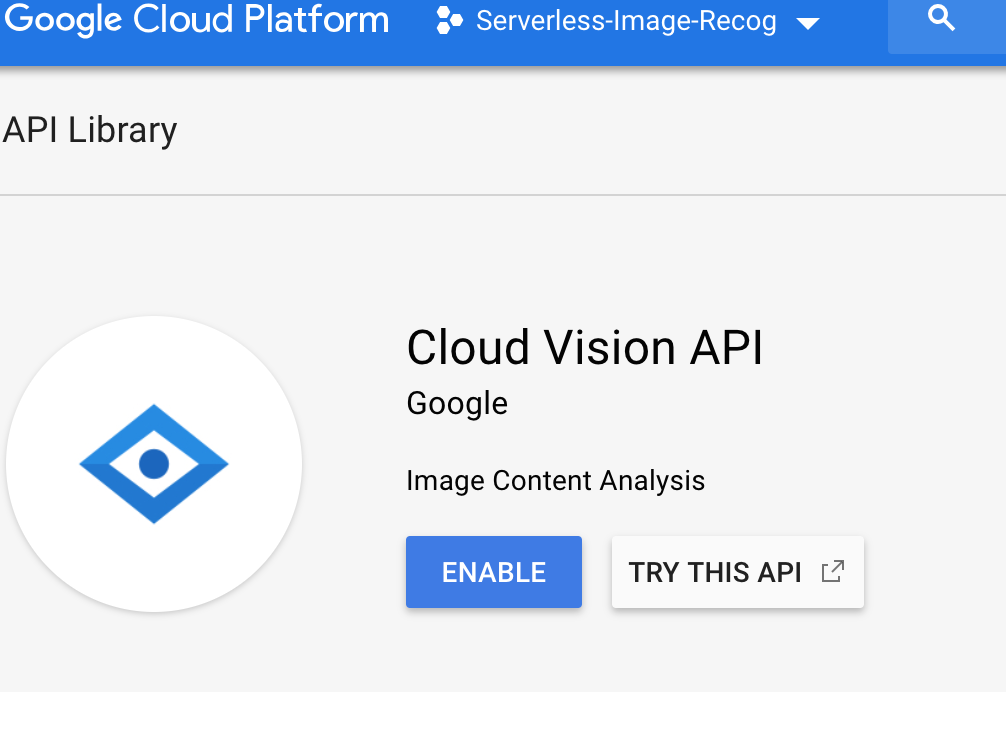 Google Cloud Platform Serverless-Image-Recog
API Library
Cloud Vision API
Google
Image Content Analysis
ENABLE TRY THIS API